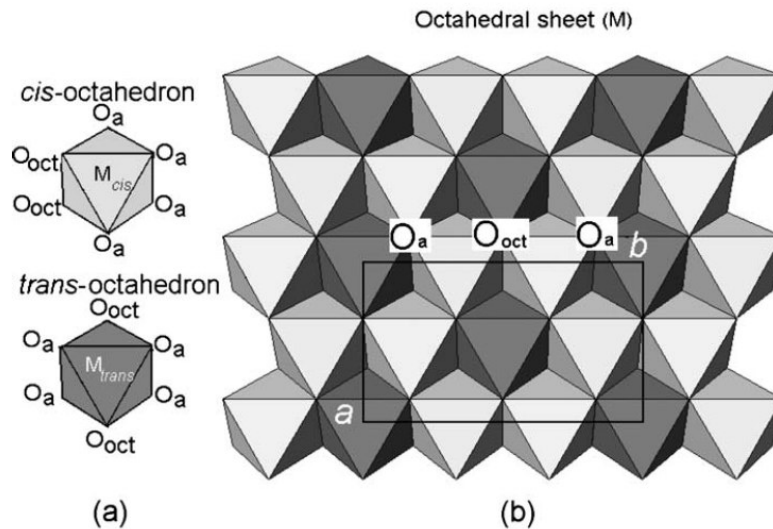 Octahedral sheet (M)
cis-octahedron
Oa
Ooct
Oa
Mcis
Ooct
Oa
Oa
trans-octahedron
Ooct
Oa
Oa
Mtrans
Oa
Oa
Ooct
Oa
Ooct
Oa
b
a
(a)
(b)